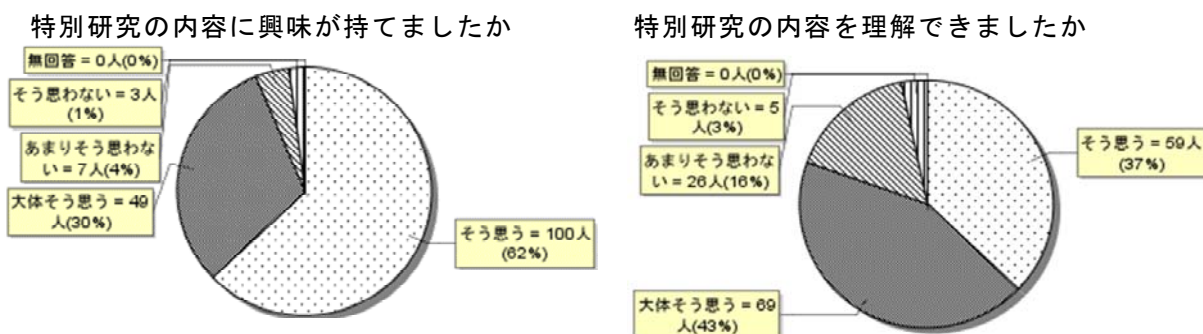 特別研究の内容に興味が持てましたか
無回答 = 0人(0%)
そう思わない = 3人
(1%)
あまりそう思わな
い = 7人(4%)
大体そう思う = 49
人(30%)
そう思う = 100人
(62%)
特別研究の内容を理解できましたか
無回答 = 0人(0%)
そう思わない = 5
人(3%)
あまりそう思わな
い = 26人(16%)
そう思う = 59人
(37%)
大体そう思う = 69
人(43%)